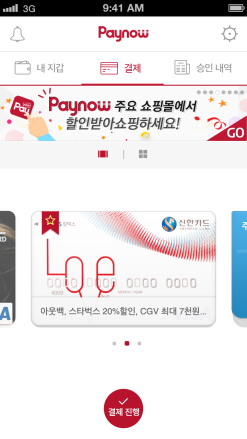 3G 9:41 AM
Paynow
내 지갑 결제 승인 내역
Paynow 주요 쇼핑몰에서
할인받아쇼핑하세요!
GO
신한카드
Love
아웃백, 스타벅스 20%할인, CGV 최대 7천원...
결제 진행